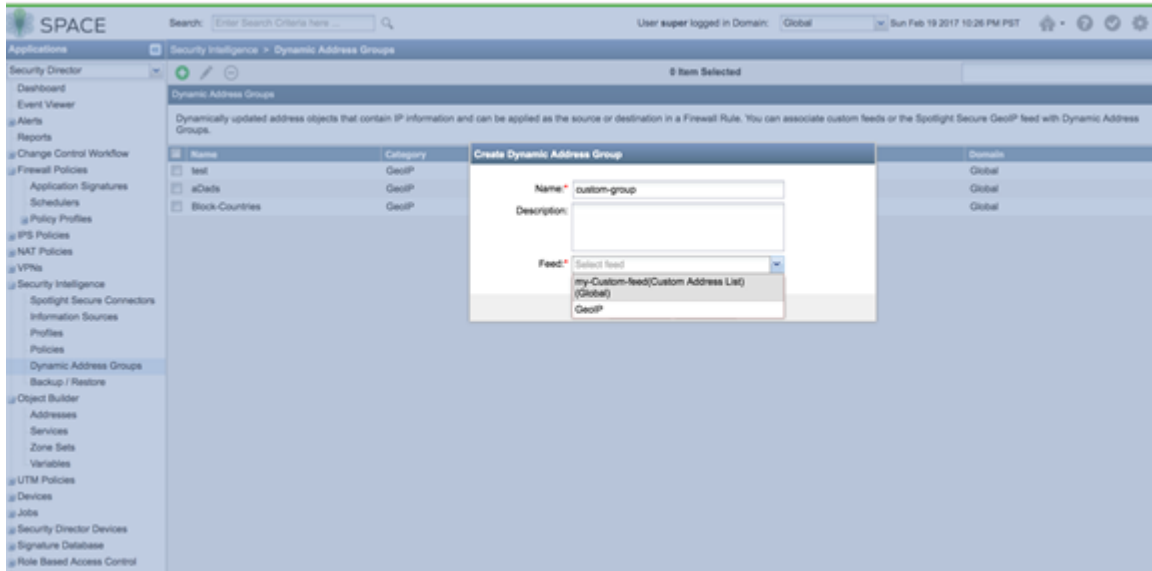 SPACE
Search: Enter Search Criteria here ...
User super logged in Domain: Global
Sun Feb 19 2017 10:26 PM PST
Applications
Security Intelligence > Dynamic Address Groups
Security Director
0 Item Selected
Dashboard
Event Viewer
Alerts
Reports
Change Control Workflow
Firewall Policies
Application Signatures
Schedulers
Policy Profiles
IPS Policies
NAT Policies
VPNs
Security Intelligence
Spotlight Secure Connectors
Information Sources
Profiles
Policies
Dynamic Address Groups
Backup / Restore
Object Builder
Addresses
Services
Zone Sets
Variables
UTM Policies
Devices
Jobs
Security Director Devices
Signature Database
Role Based Access Control
Dynamic Address Groups
Dynamically updated address objects that contain IP information and can be applied as the source or destination in a Firewall Rule. You can associate custom feeds or the Spotlight Secure GeoIP feed with Dynamic Address
Groups.
Name Category Domain
test GeoIP Global
aDads GeoIP Global
Block-Countries GeoIP Global
Create Dynamic Address Group
Name:* custom-group
Description:
Feed:* Select feed
my-Custom-feed(Custom Address List)
(Global)
GeoIP